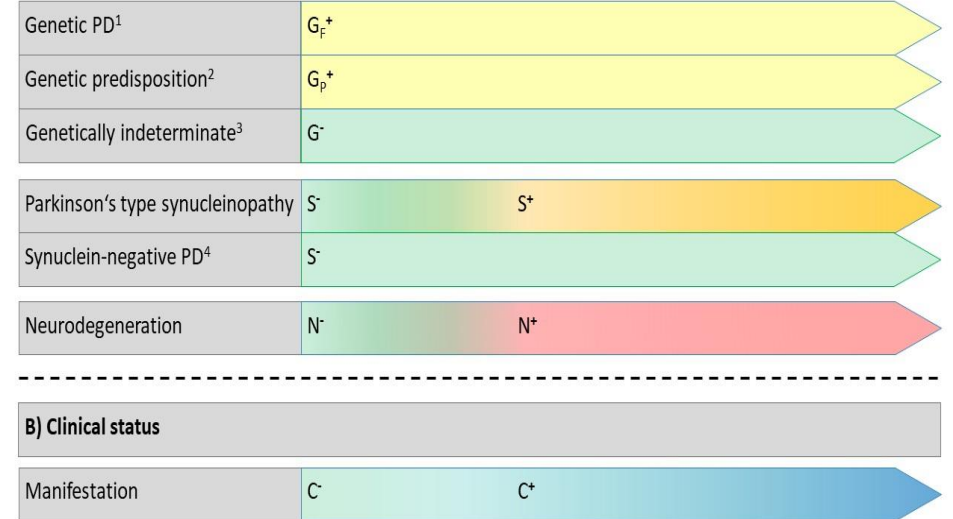 Genetic PD¹ G_F⁺
Genetic predisposition² G_P⁺
Genetically indeterminate³ G⁻
Parkinson‘s type synucleinopathy S⁻ S⁺
Synuclein-negative PD⁴ S⁻
Neurodegeneration N⁻ N⁺
B) Clinical status
Manifestation C⁻ C⁺